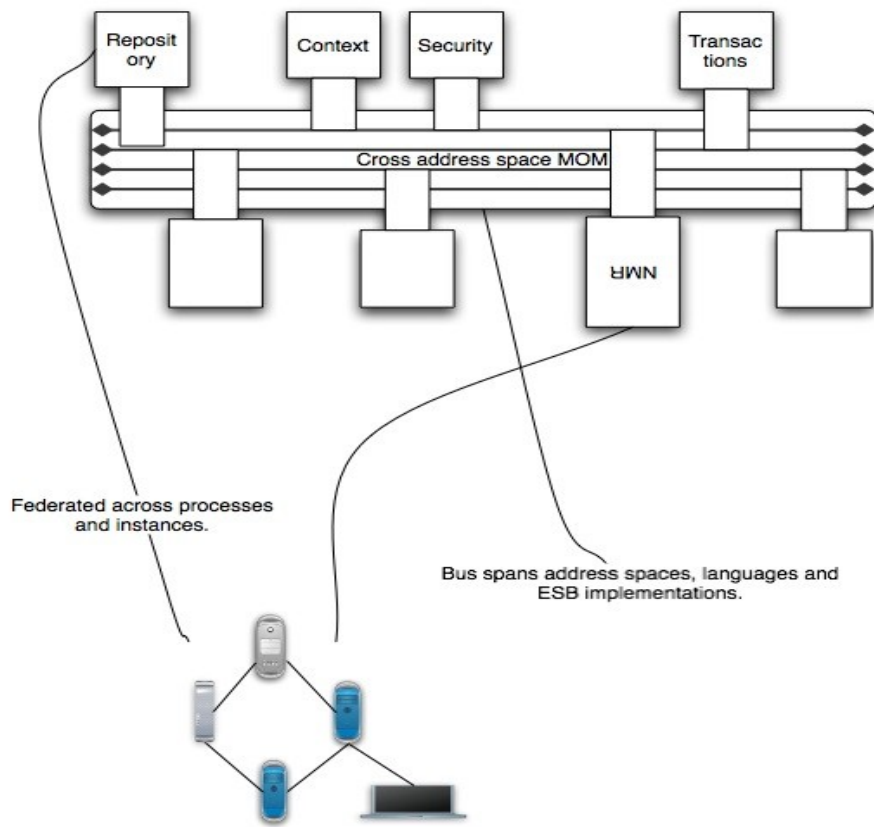 Reposit
ory
Context
Security
Transac
tions
Cross address space MOM
NMR
Federated across processes
and instances.
Bus spans address spaces, languages and
ESB implementations.